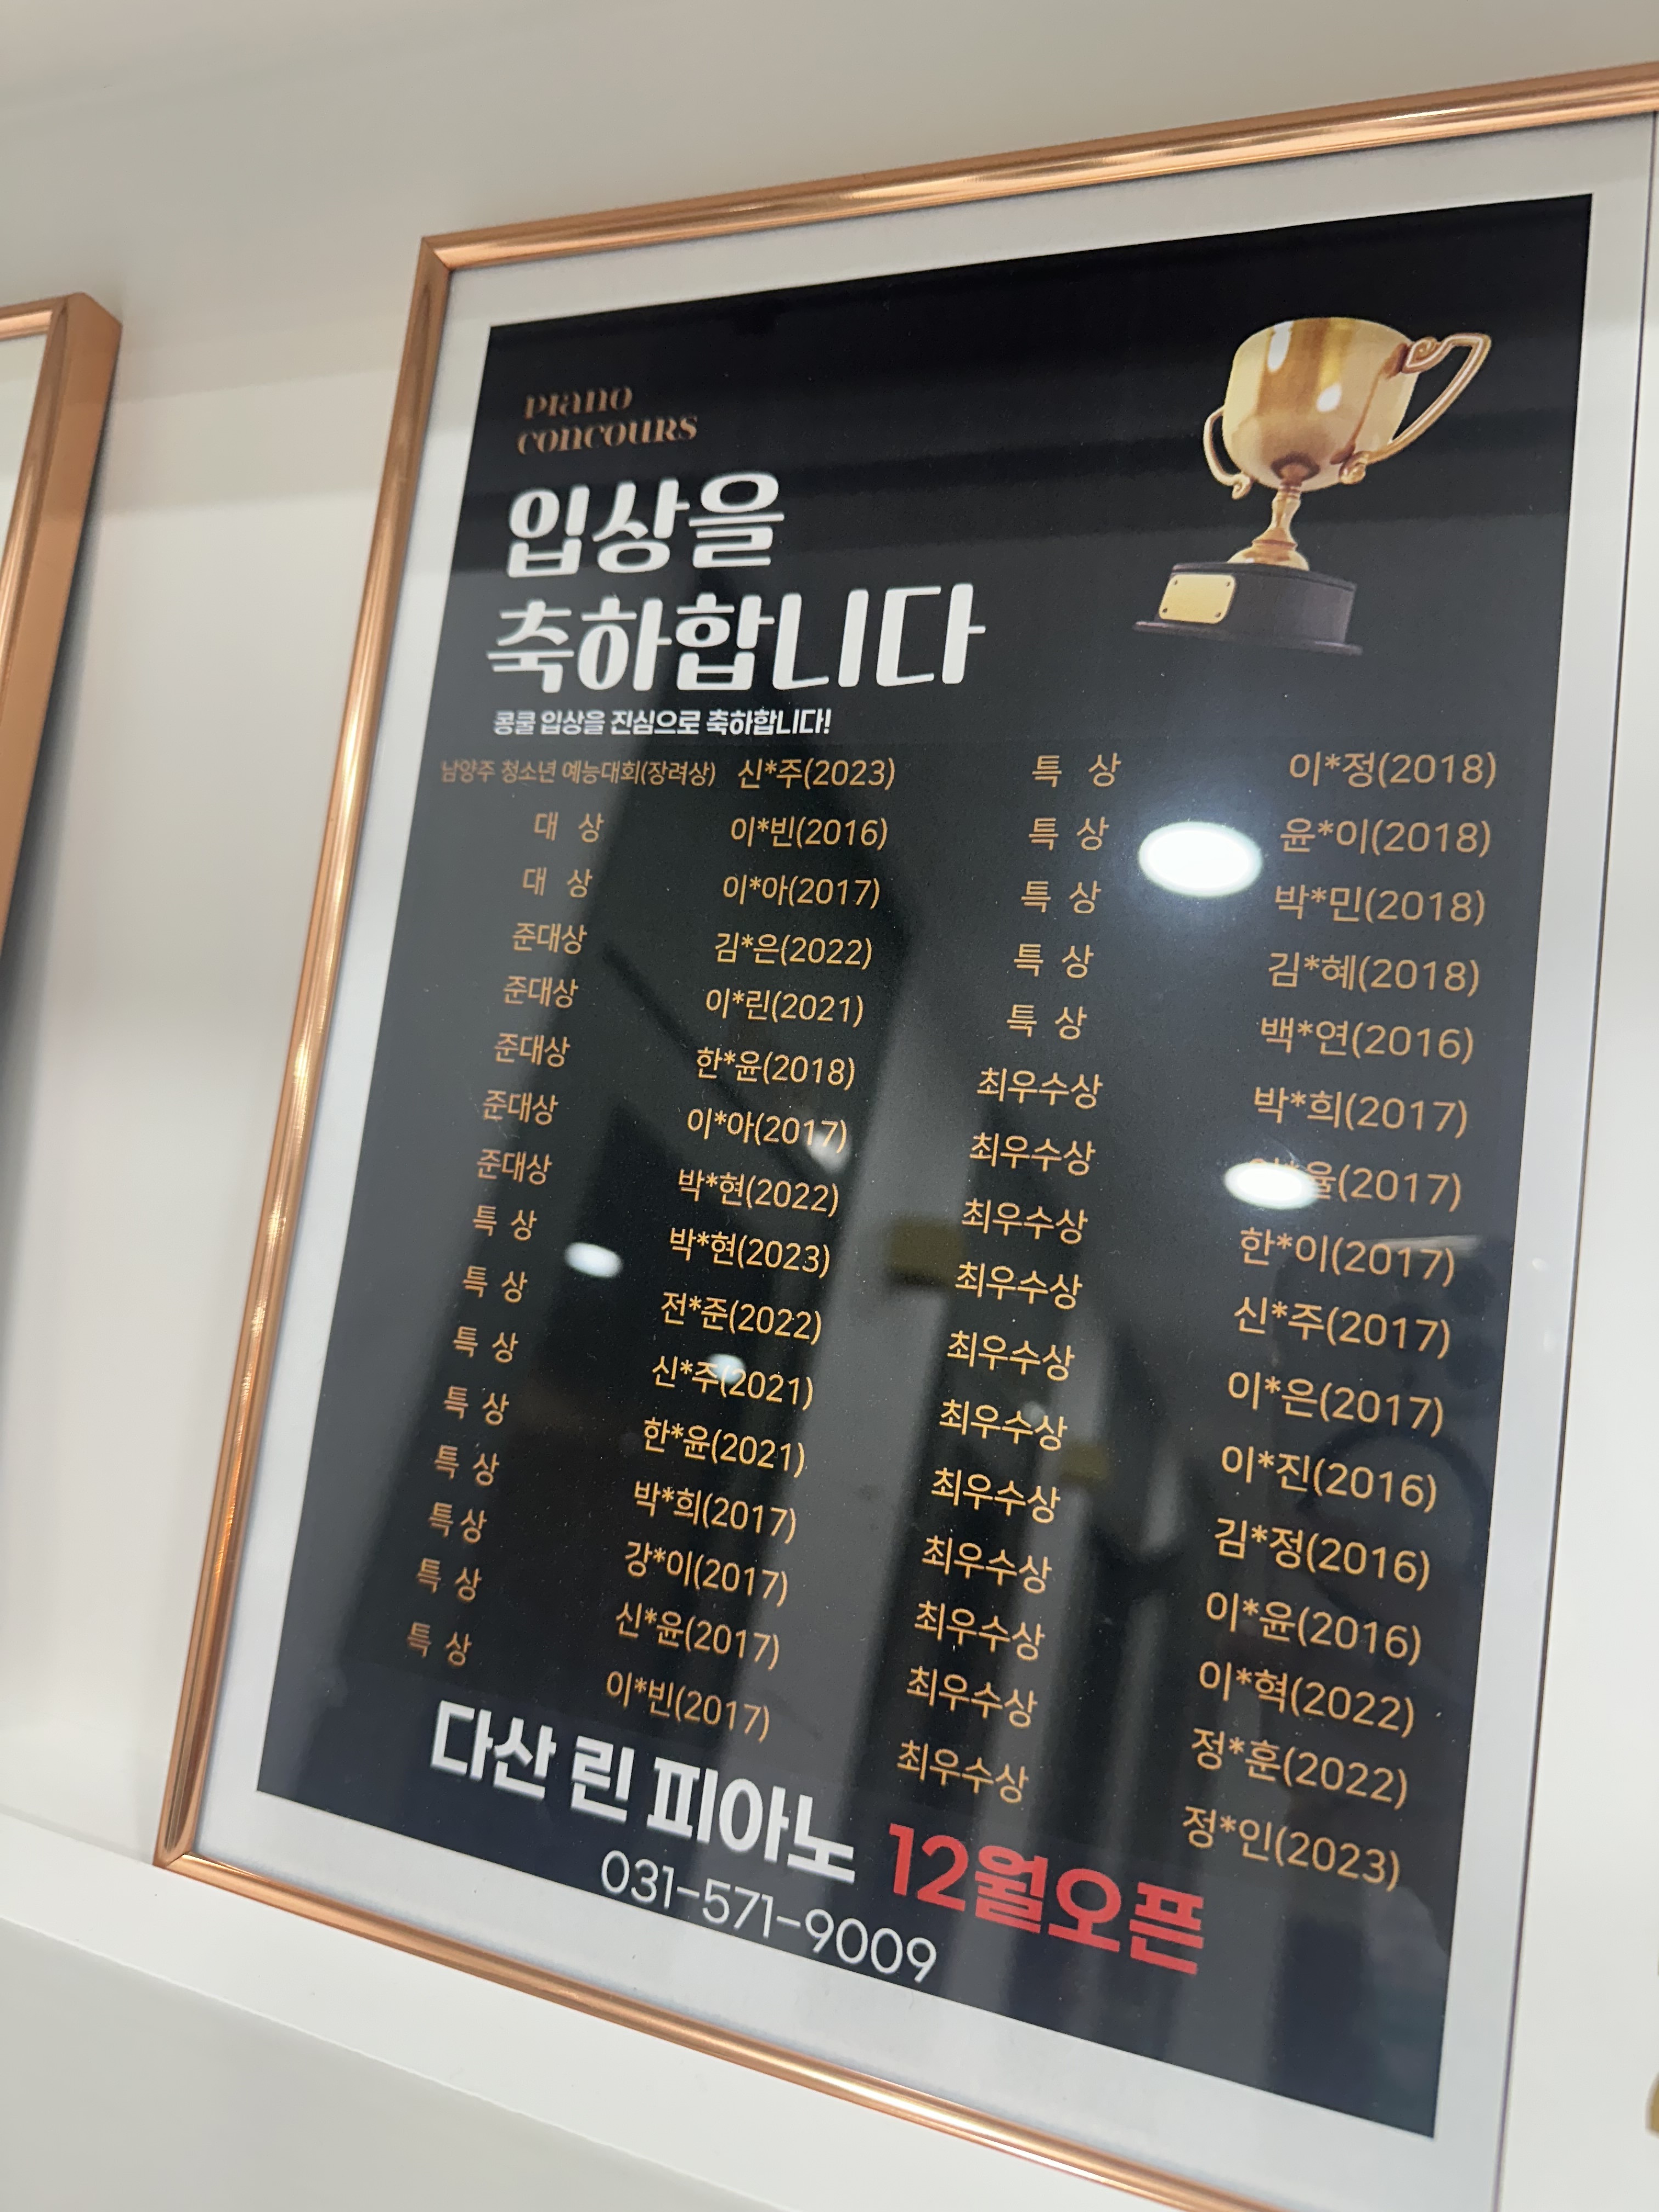 PIANO
CONCOURS
입상을
축하합니다
콩쿨 입상을 진심으로 축하합니다!
남양주 청소년 예능대회(장려상) 신*주(2023)
대 상 이*빈(2016)
대 상 이*아(2017)
준대상 김*은(2022)
준대상 이*린(2021)
준대상 한*윤(2018)
준대상 이*아(2017)
준대상 박*현(2022)
특 상 박*현(2023)
특 상 전*준(2022)
특 상 신*주(2021)
특 상 한*윤(2021)
특 상 박*희(2017)
특 상 강*이(2017)
특 상 신*윤(2017)
특 상 이*빈(2017)
특 상 이*정(2018)
특 상 윤*이(2018)
특 상 박*민(2018)
특 상 김*혜(2018)
특 상 백*연(2016)
최우수상 박*희(2017)
최우수상
최우수상 한*이(2017)
최우수상 신*주(2017)
최우수상 이*은(2017)
최우수상 이*진(2016)
최우수상 김*정(2016)
최우수상 이*윤(2016)
최우수상 이*혁(2022)
최우수상 정*훈(2022)
최우수상 정*인(2023)
다산 린 피아노 12월오픈
031-571-9009